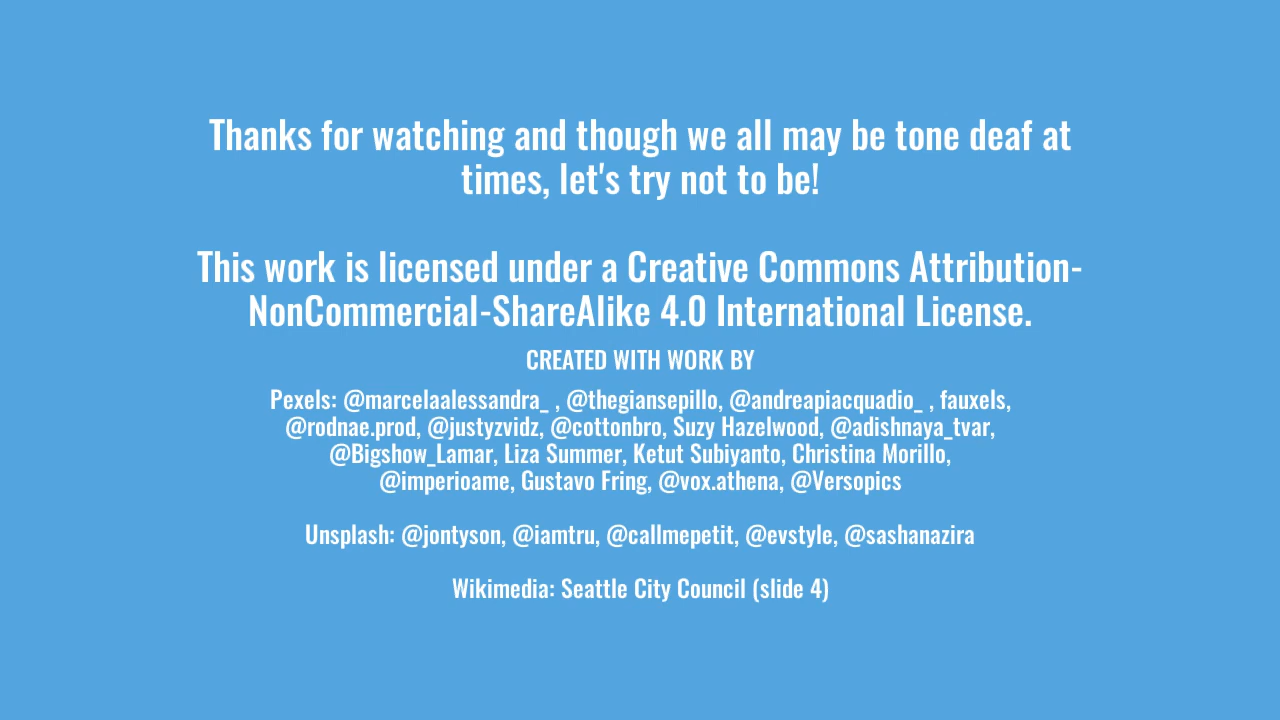 Thanks for watching and though we all may be tone deaf at
times, let's try not to be!
This work is licensed under a Creative Commons Attribution-
NonCommercial-ShareAlike 4.0 International License.
CREATED WITH WORK BY
Pexels: @marcelaalessandra_ , @thegiansepillo, @andreapiacquadio_ , fauxels,
@rodnae.prod, @justyzvidz, @cottonbro, Suzy Hazelwood, @adishnaya_tvar,
@Bigshow_Lamar, Liza Summer, Ketut Subiyanto, Christina Morillo,
@imperioame, Gustavo Fring, @vox.athena, @Versopics
Unsplash: @jontyson, @iamtru, @callmepetit, @evstyle, @sashanazira
Wikimedia: Seattle City Council (slide 4)